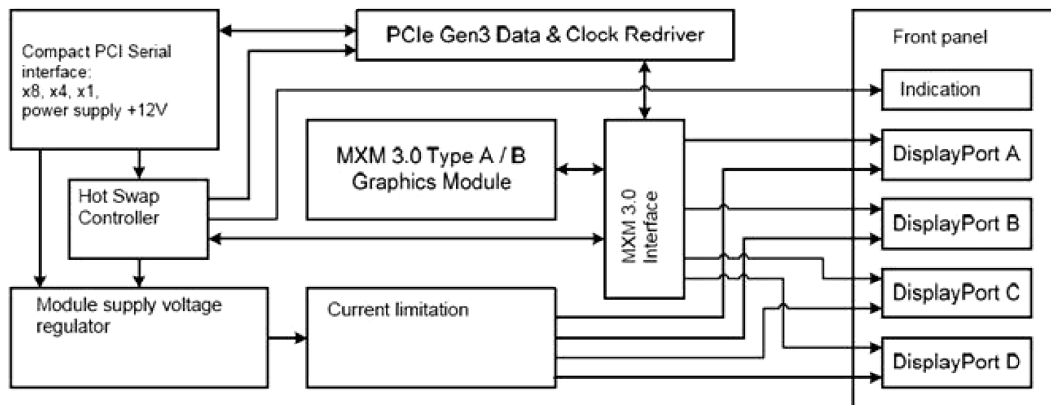 Compact PCI Serial
interface:
x8, x4, x1,
power supply +12V
PCIe Gen3 Data & Clock Redriver
Front panel
Indication
MXM 3.0 Type A / B
Graphics Module
MXM 3.0
Interface
DisplayPort A
Hot Swap
Controller
DisplayPort B
Module supply voltage
regulator
Current limitation
DisplayPort C
DisplayPort D